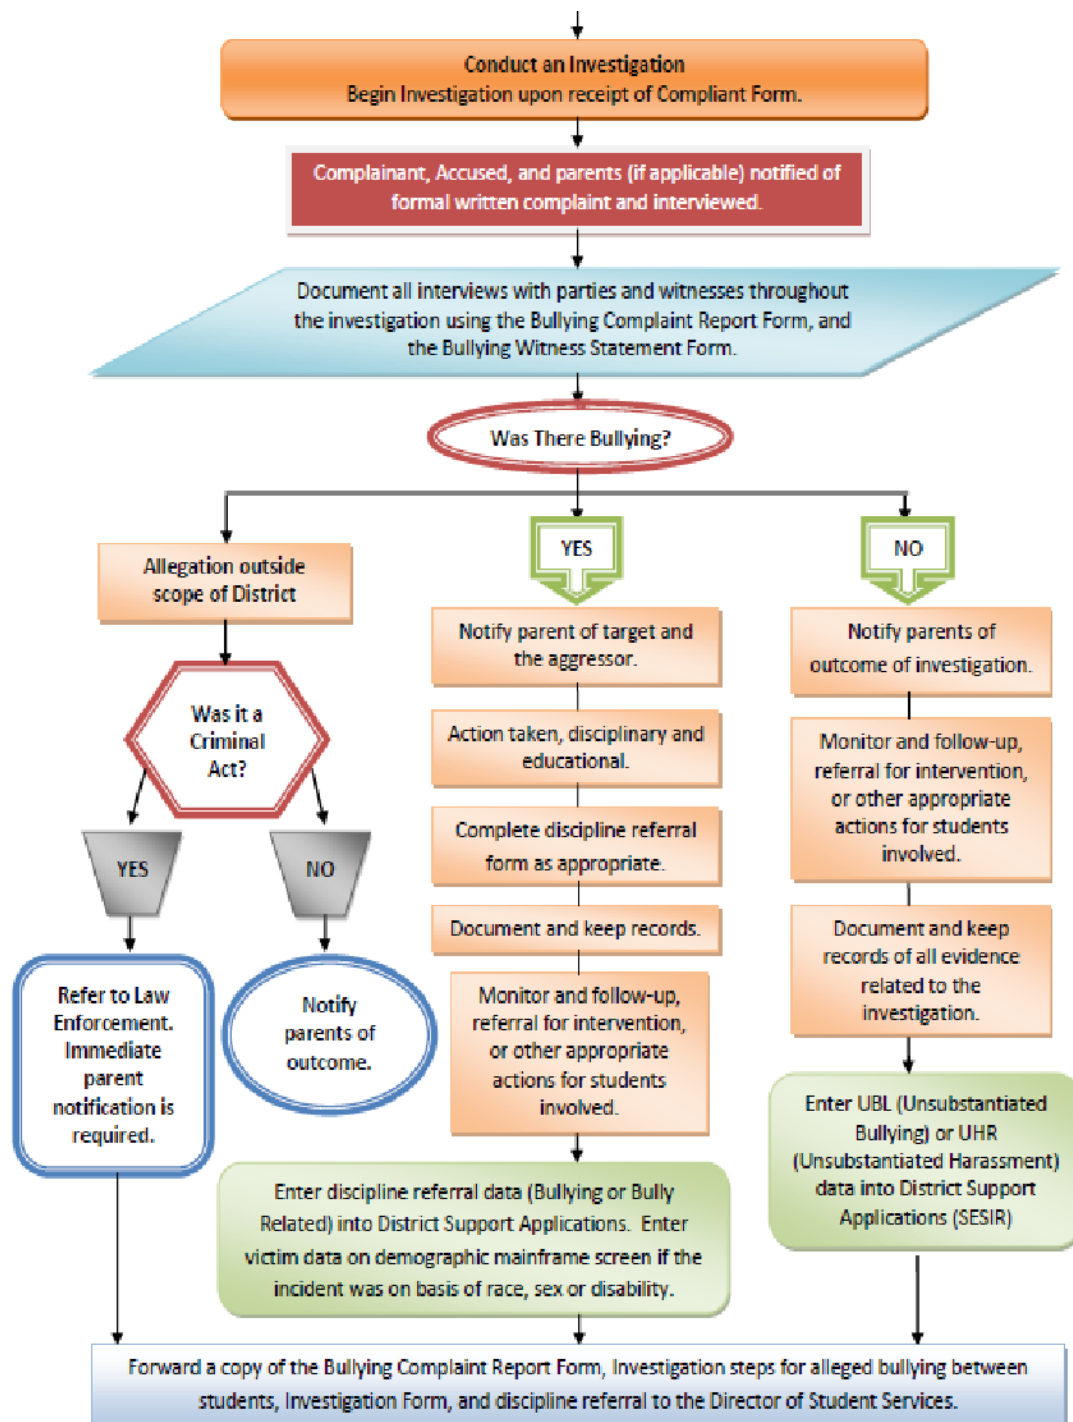 Conduct an Investigation
Begin Investigation upon receipt of Compliant Form.
Complainant, Accused, and parents (if applicable) notified of
formal written complaint and interviewed.
Document all interviews with parties and witnesses throughout
the investigation using the Bullying Complaint Report Form, and
the Bullying Witness Statement Form.
Was There Bullying?
Allegation outside
scope of District
Was it a
Criminal
Act?
YES
NO
Refer to Law
Enforcement.
Immediate
parent
notification is
required.
Notify
parents of
outcome.
YES
Notify parent of target and
the aggressor.
Action taken, disciplinary and
educational.
Complete discipline referral
form as appropriate.
Document and keep records.
Monitor and follow-up,
referral for intervention,
or other appropriate
actions for students
involved.
Enter discipline referral data (Bullying or Bully
Related) into District Support Applications.  Enter
victim data on demographic mainframe screen if the
incident was on basis of race, sex or disability.
NO
Notify parents of
outcome of investigation.
Monitor and follow-up,
referral for intervention,
or other appropriate
actions for students
involved.
Document and keep
records of all evidence
related to the
investigation.
Enter UBL (Unsubstantiated
Bullying) or UHR
(Unsubstantiated Harassment)
data into District Support
Applications (SESIR)
Forward a copy of the Bullying Complaint Report Form, Investigation steps for alleged bullying between
students, Investigation Form, and discipline referral to the Director of Student Services.